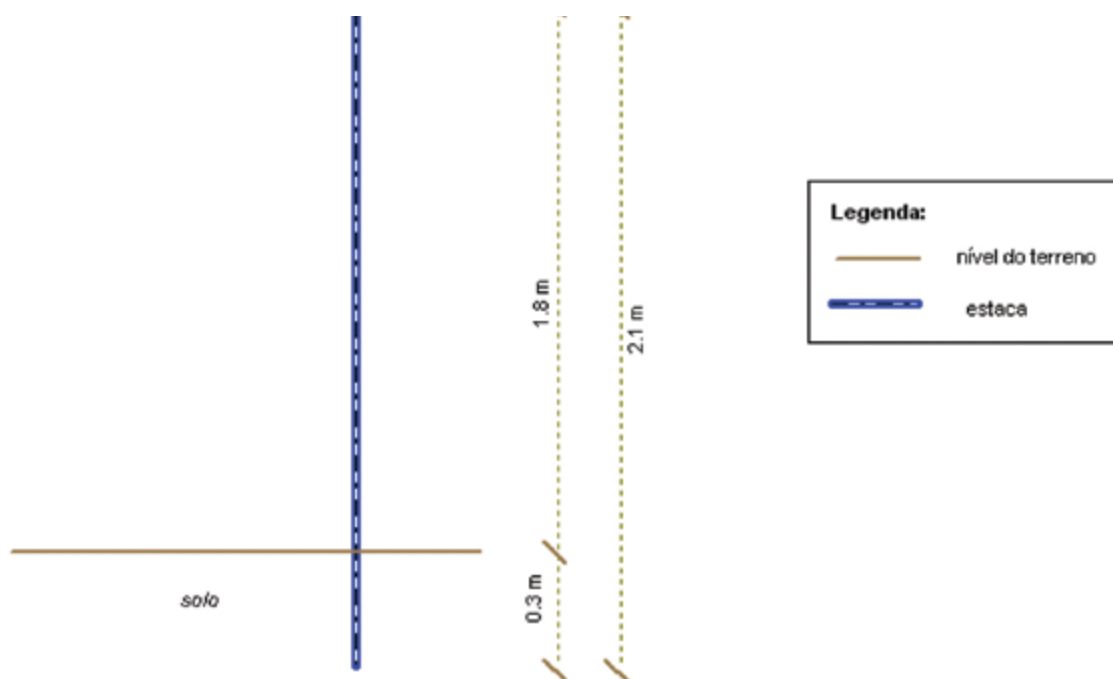 1.8 m
2.1 m
0.3 m
solo
Legenda:
nível do terreno
estaca